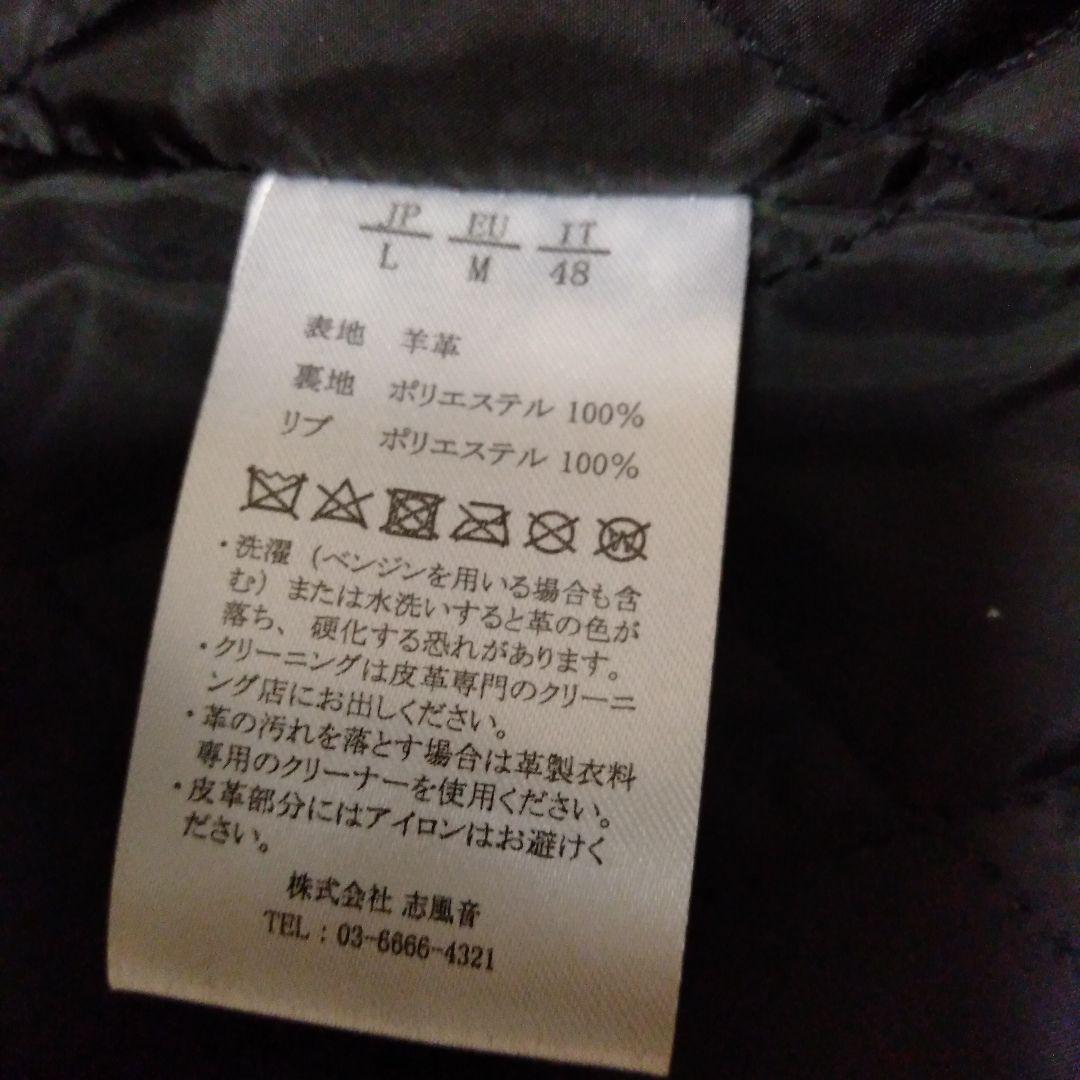 JP EU IT
L M 48
表地 羊革
裏地 ポリエステル 100%
リブ ポリエステル 100%
・洗濯（ベンジンを用いる場合も含
む）または水洗いすると革の色が
落ち、硬化する恐れがあります。
・クリーニングは皮革専門のクリーニ
ング店にお出しください。
・革の汚れを落とす場合は革製衣料
専用のクリーナーを使用ください。
・皮革部分にはアイロンはお避けく
ださい。
株式会社 志風音
TEL：03-6666-4321